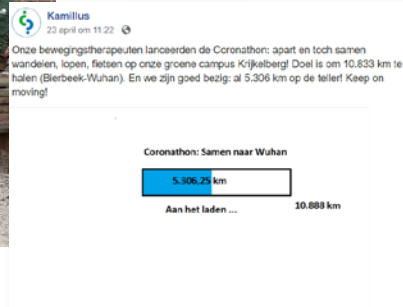 Kamillus
23 april om 11:22
Onze bewegingstherapeuten lanceerden de Coronathon: apart en toch samen
wandelen, lopen, fietsen op onze groene campus Krijkelberg! Doel is om 10.833 km te
halen (Bierbeek-Wuhan). En we zijn goed bezig: al 5.306 km op de teller! Keep on
moving!
Coronathon: Samen naar Wuhan
5.306,25 km
Aan het laden ...
10.888 km